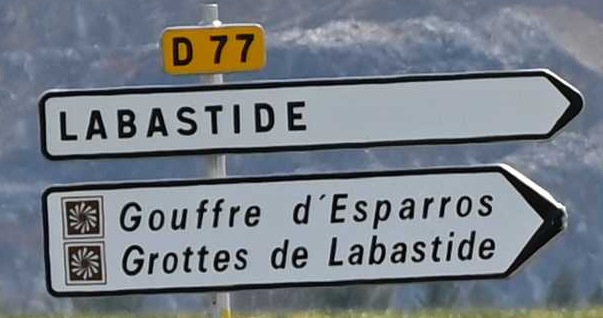 D 77
LABASTIDE
Gouffre d'Esparros
Grottes de Labastide